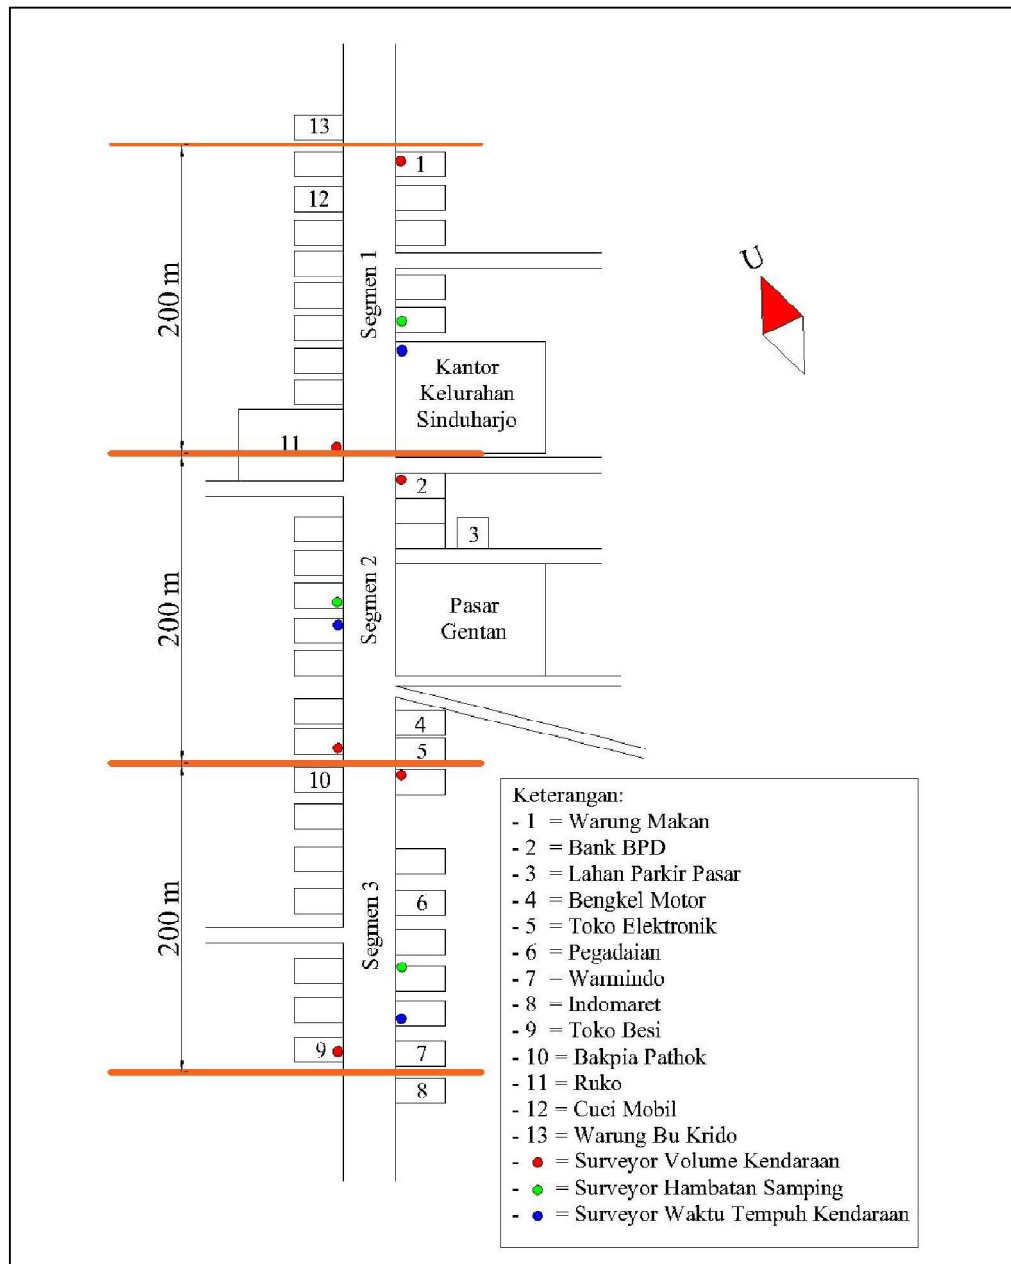 13
1
12
Segmen 1
200 m
U
Kantor
Kelurahan
Sinduharjo
11
2
3
Segmen 2
200 m
Pasar
Gentan
4
5
10
Segmen 3
200 m
6
9
7
8
Keterangan:
- 1 = Warung Makan
- 2 = Bank BPD
- 3 = Lahan Parkir Pasar
- 4 = Bengkel Motor
- 5 = Toko Elektronik
- 6 = Pegadaian
- 7 = Warmindo
- 8 = Indomaret
- 9 = Toko Besi
- 10 = Bakpia Pathok
- 11 = Ruko
- 12 = Cuci Mobil
- 13 = Warung Bu Krido
- = Surveyor Volume Kendaraan
- = Surveyor Hambatan Samping
- = Surveyor Waktu Tempuh Kendaraan